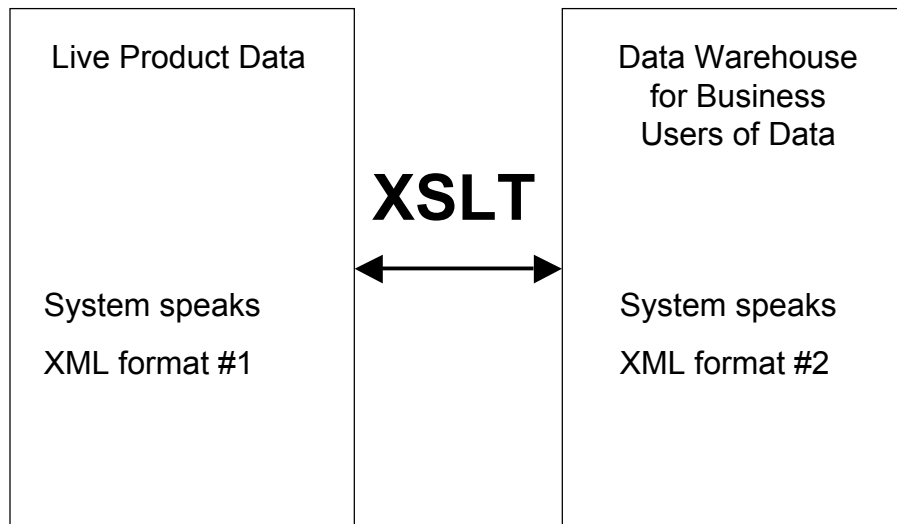 Live Product Data
System speaks
XML format #1
XSLT
Data Warehouse
for Business
Users of Data
System speaks
XML format #2